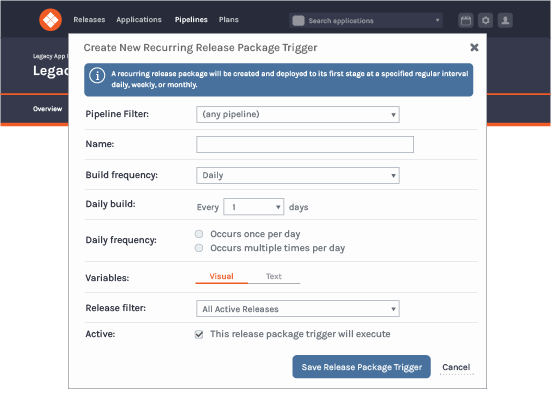 Releases Applications Pipelines Plans Search applications
Legacy App
Legac
Overview
Create New Recurring Release Package Trigger
A recurring release package will be created and deployed to its first stage at a specified regular interval
daily, weekly, or monthly.
Pipeline Filter: (any pipeline)
Name:
Build frequency: Daily
Daily build: Every 1 days
Daily frequency: Occurs once per day
Occurs multiple times per day
Variables: Visual Text
Release filter: All Active Releases
Active: This release package trigger will execute
Save Release Package Trigger Cancel